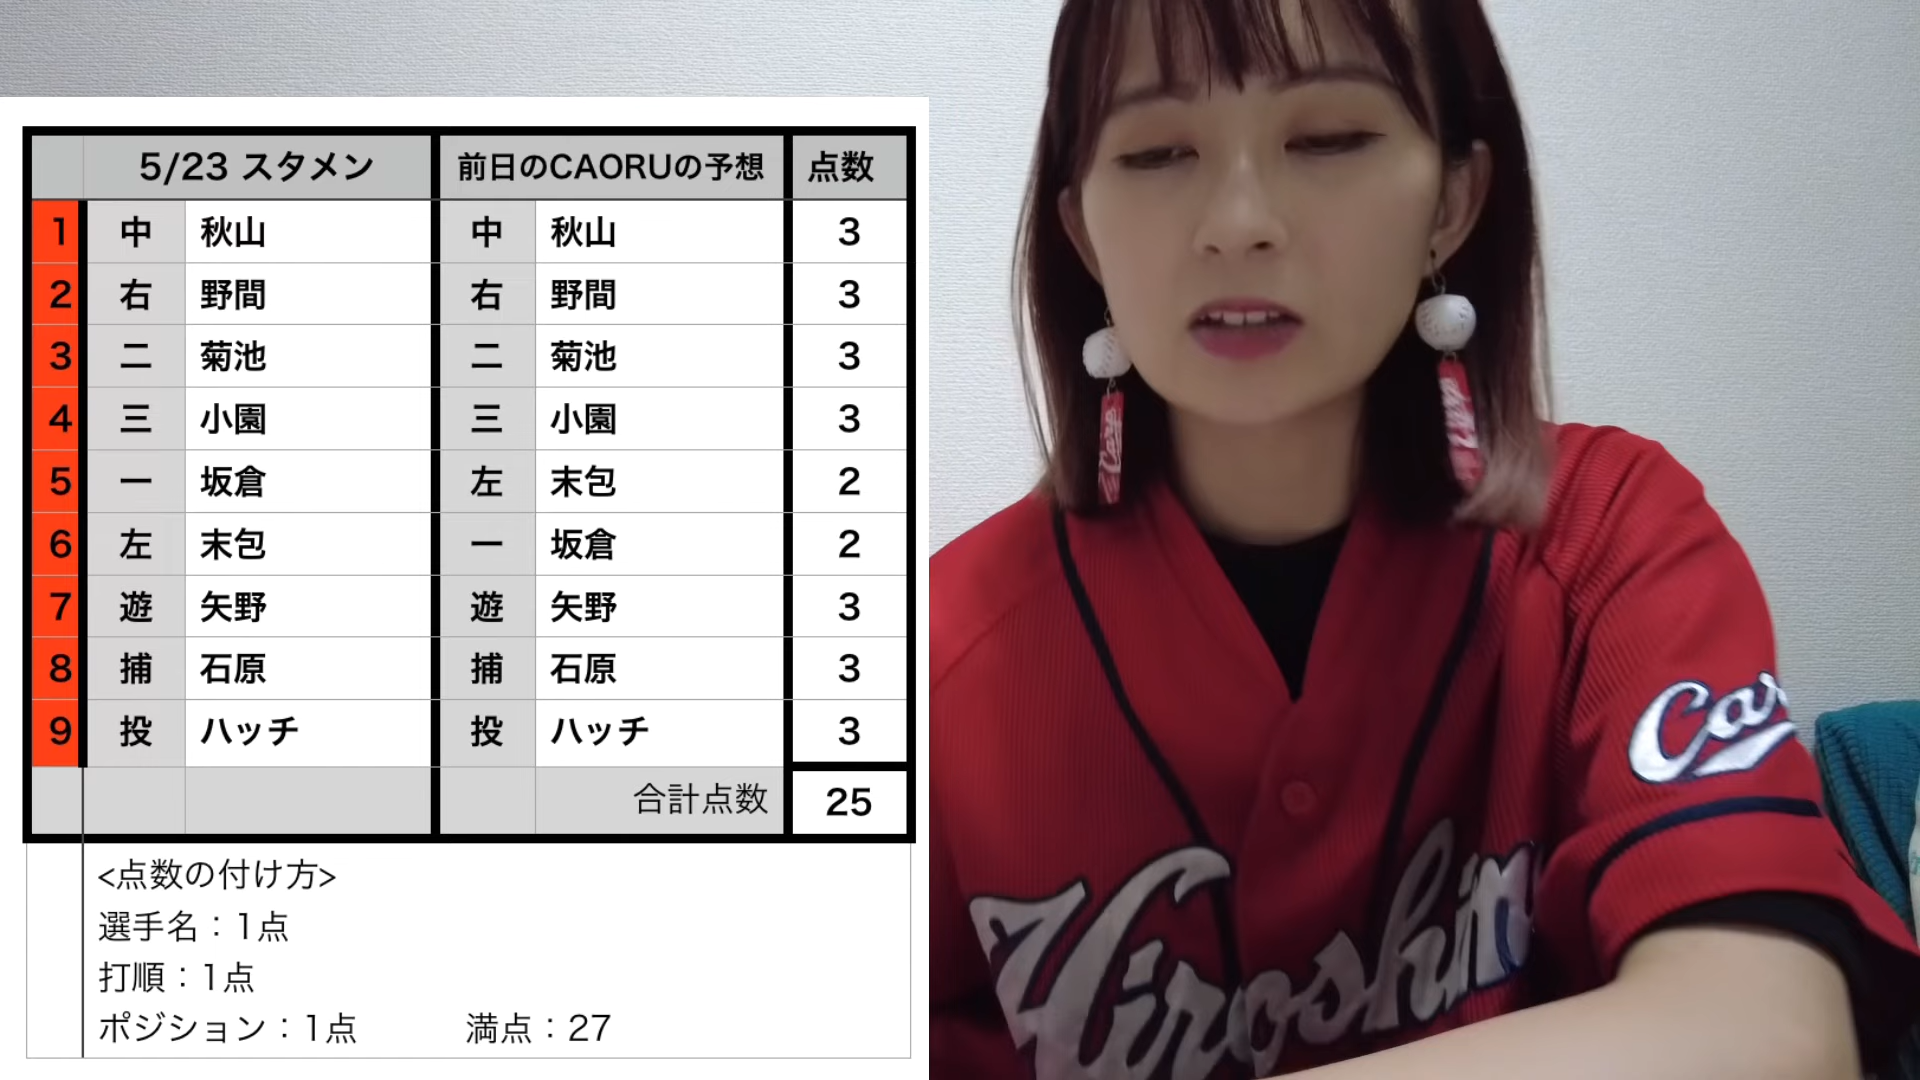 5/23 スタメン 前日のCAORUの予想 点数
1 中 秋山 中 秋山 3
2 右 野間 右 野間 3
3 二 菊池 二 菊池 3
4 三 小園 三 小園 3
5 一 坂倉 左 末包 2
6 左 末包 一 坂倉 2
7 遊 矢野 遊 矢野 3
8 捕 石原 捕 石原 3
9 投 ハッチ 投 ハッチ 3
合計点数 25
<点数の付け方>
選手名：1点
打順：1点
ポジション：1点 満点：27
Carp
Carp
Car
Hiroshim